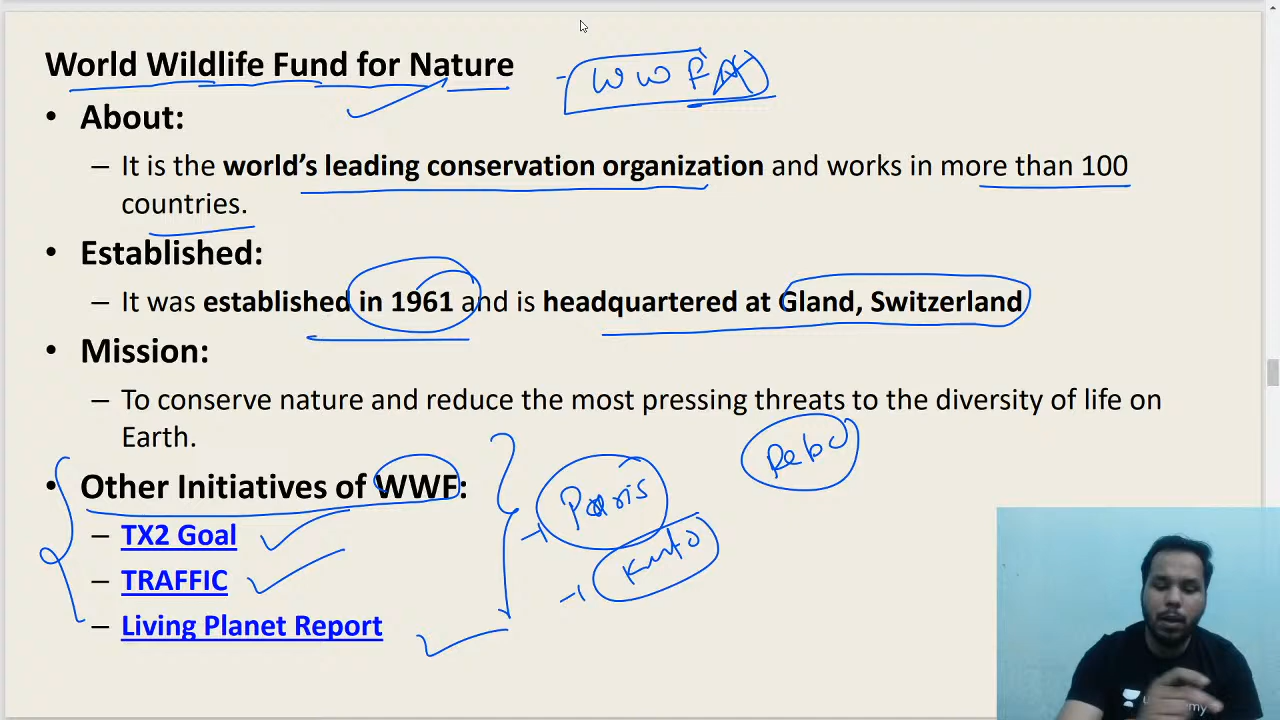 World Wildlife Fund for Nature
W W F N
• About:
– It is the world's leading conservation organization and works in more than 100
countries.
• Established:
– It was established in 1961 and is headquartered at Gland, Switzerland
• Mission:
– To conserve nature and reduce the most pressing threats to the diversity of life on
Earth.
• Other Initiatives of WWF:
Paris
– TX2 Goal
– TRAFFIC
– Living Planet Report